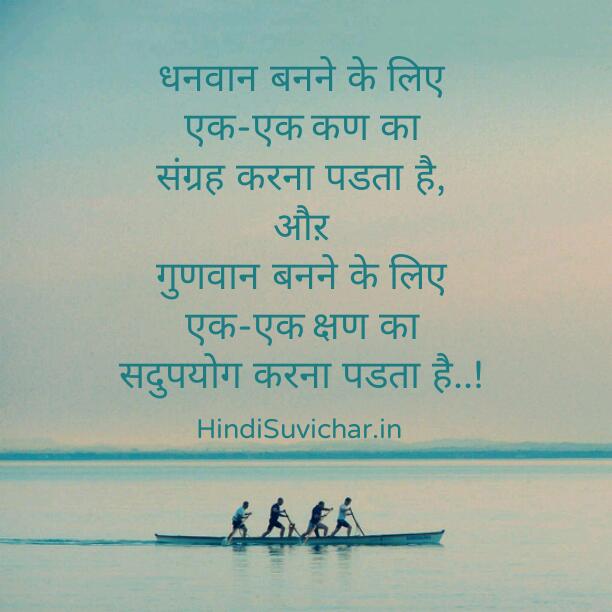 धनवान बनने के लिए
एक-एक कण का
संग्रह करना पडता है,
औऱ
गुणवान बनने के लिए
एक-एक क्षण का
सदुपयोग करना पडता है..!
HindiSuvichar.in